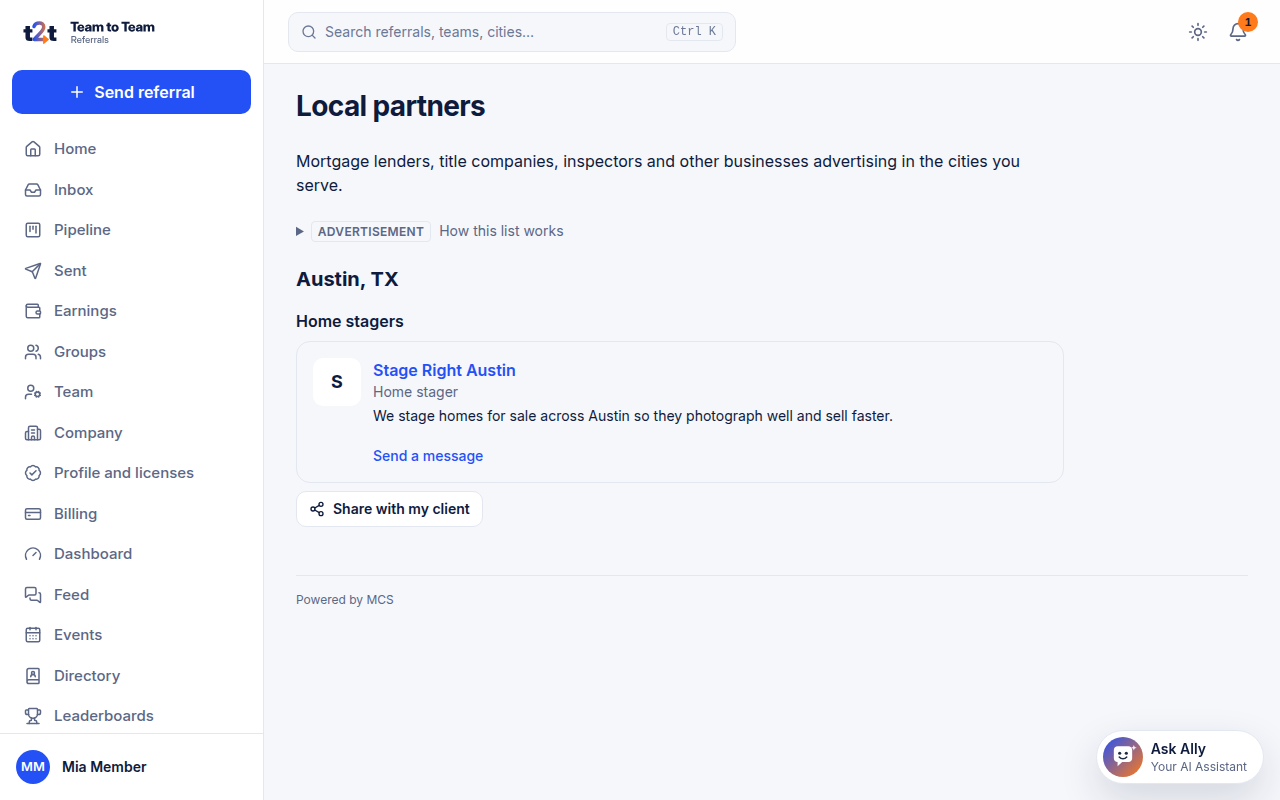 t2t
Team to Team
Referrals
Search referrals, teams, cities...
Ctrl K
1
Send referral
Home
Inbox
Pipeline
Sent
Earnings
Groups
Team
Company
Profile and licenses
Billing
Dashboard
Feed
Events
Directory
Leaderboards
MM
Mia Member
Local partners
Mortgage lenders, title companies, inspectors and other businesses advertising in the cities you
serve.
ADVERTISEMENT How this list works
Austin, TX
Home stagers
S
Stage Right Austin
Home stager
We stage homes for sale across Austin so they photograph well and sell faster.
Send a message
Share with my client
Powered by MCS
Ask Ally
Your AI Assistant